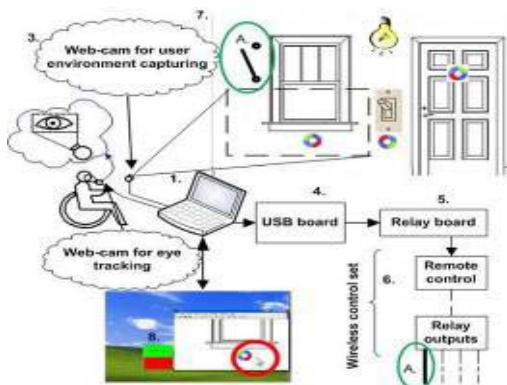 7.
3.
Web-cam for user
environment capturing
A.
1.
4.
5.
USB board
Relay board
Web-cam for eye
tracking
6.
Wireless control set
Remote
control
Relay
outputs
8.
A.